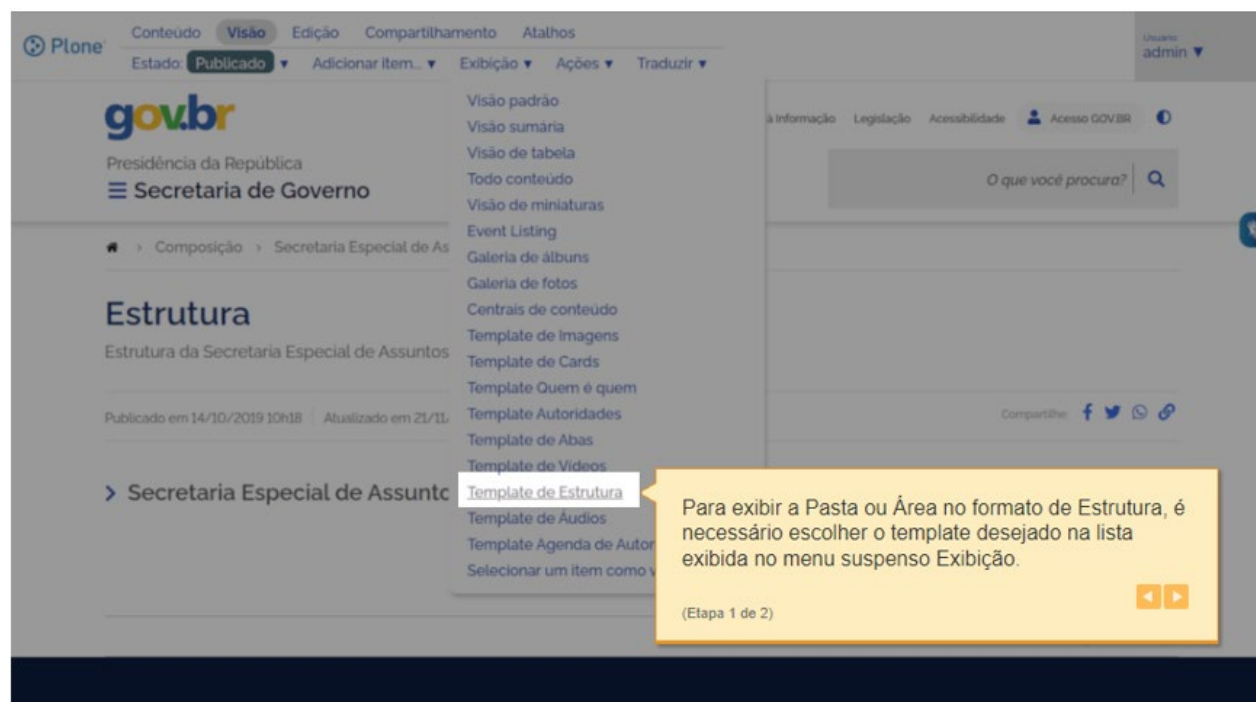 Plone
Conteúdo Visão Edição Compartilhamento Atalhos
Estado: Publicado Adicionar item... Exibição Ações Traduzir
Usuário:
admin
gov.br
Presidência da República
Secretaria de Governo
à Informação Legislação Acessibilidade Acesso GOV.BR
O que você procura?
Visão padrão
Visão sumária
Visão de tabela
Todo conteúdo
Visão de miniaturas
Event Listing
Galeria de álbuns
Galeria de fotos
Centrais de conteúdo
Template de Imagens
Template de Cards
Template Quem é quem
Template Autoridades
Template de Abas
Template de Vídeos
Template de Estrutura
Template de Áudios
Template Agenda de Autor
Selecionar um item como v
Composição Secretaria Especial de As
Estrutura
Estrutura da Secretaria Especial de Assuntos
Publicado em 14/10/2019 10h18 Atualizado em 21/11/
Compartilhe:
Secretaria Especial de Assunto
Para exibir a Pasta ou Área no formato de Estrutura, é
necessário escolher o template desejado na lista
exibida no menu suspenso Exibição.
(Etapa 1 de 2)